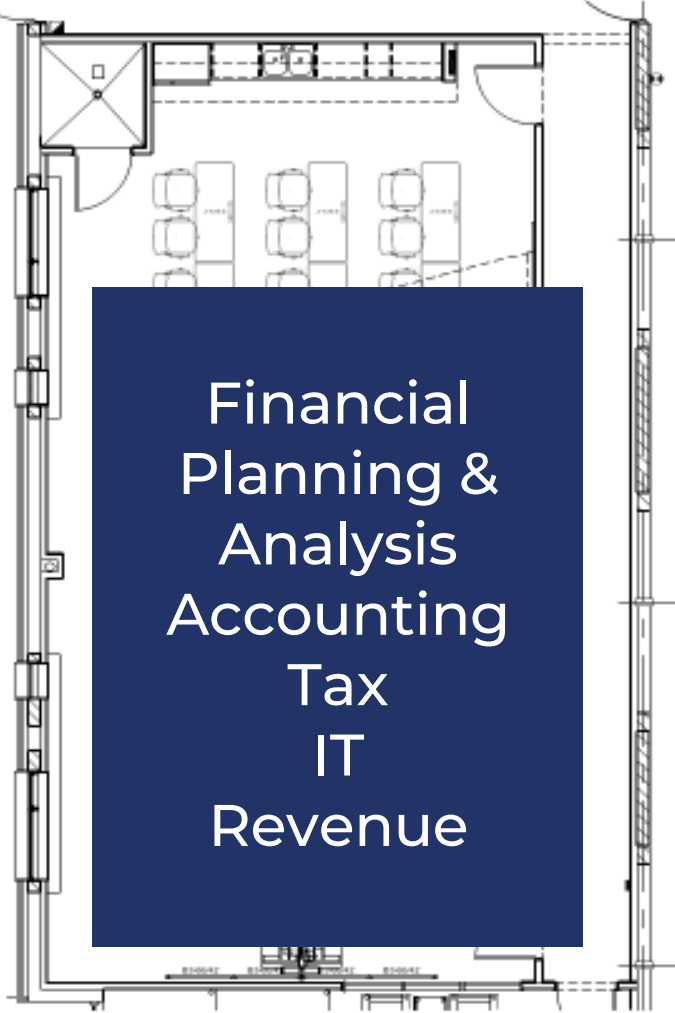 Financial
Planning &
Analysis
Accounting
Tax
IT
Revenue